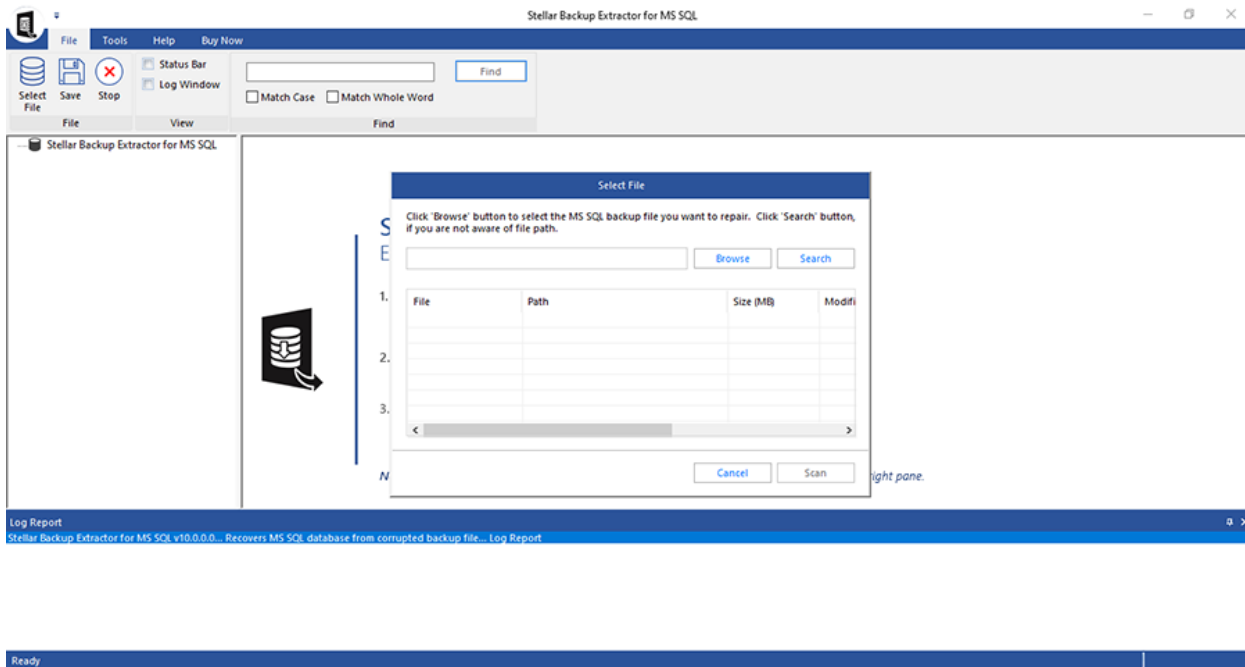 Stellar Backup Extractor for MS SQL
File Tools Help Buy Now
Status Bar
Log Window
Select File
Save
Stop
Find
Match Case Match Whole Word
File View Find
Stellar Backup Extractor for MS SQL
Select File
Click 'Browse' button to select the MS SQL backup file you want to repair. Click 'Search' button,
if you are not aware of file path.
Browse Search
S
E
1.
File Path Size (MB) Modifi
2.
3.
Cancel Scan
N
ight pane.
Log Report
Stellar Backup Extractor for MS SQL v10.0.0.0... Recovers MS SQL database from corrupted backup file... Log Report
Ready